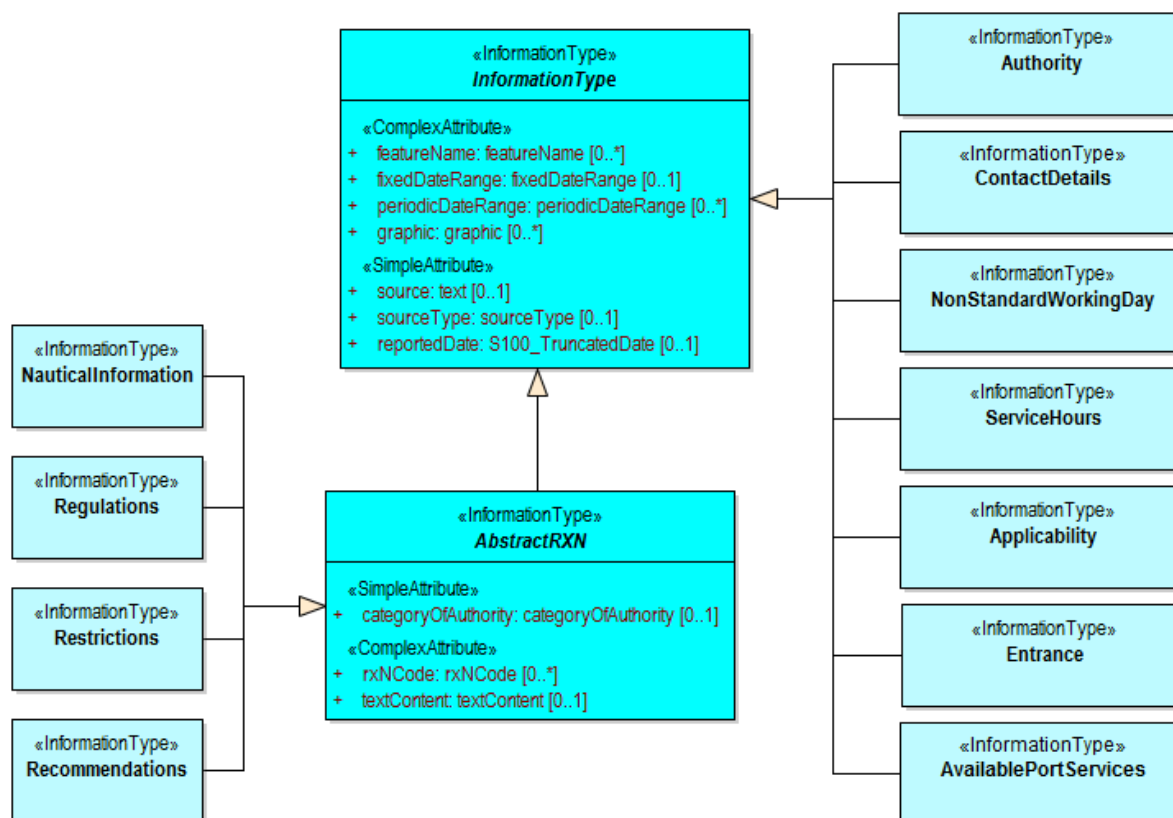 «InformationType»
InformationType
«ComplexAttribute»
+ featureName: featureName [0..*]
+ fixedDateRange: fixedDateRange [0..1]
+ periodicDateRange: periodicDateRange [0..*]
+ graphic: graphic [0..*]
«SimpleAttribute»
+ source: text [0..1]
+ sourceType: sourceType [0..1]
+ reportedDate: S100_TruncatedDate [0..1]
«InformationType»
Authority
«InformationType»
ContactDetails
«InformationType»
NonStandardWorkingDay
«InformationType»
ServiceHours
«InformationType»
Applicability
«InformationType»
Entrance
«InformationType»
AvailablePortServices
«InformationType»
NauticalInformation
«InformationType»
Regulations
«InformationType»
Restrictions
«InformationType»
Recommendations
«InformationType»
AbstractRXN
«SimpleAttribute»
+ categoryOfAuthority: categoryOfAuthority [0..1]
«ComplexAttribute»
+ rxNCode: rxNCode [0..*]
+ textContent: textContent [0..1]